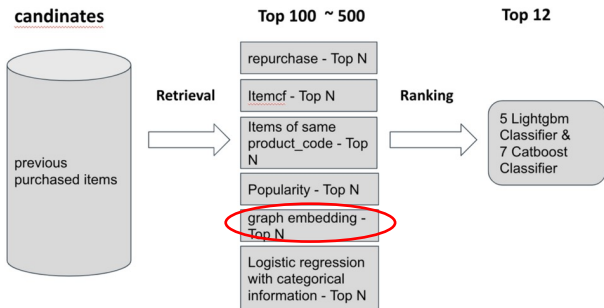 candinates
Top 100 ~ 500
Top 12
previous
purchased items
Retrieval
repurchase - Top N
Itemcf - Top N
Items of same
product_code - Top
N
Popularity - Top N
graph embedding -
Top N
Logistic regression
with categorical
information - Top N
Ranking
5 Lightgbm
Classifier &
7 Catboost
Classifier